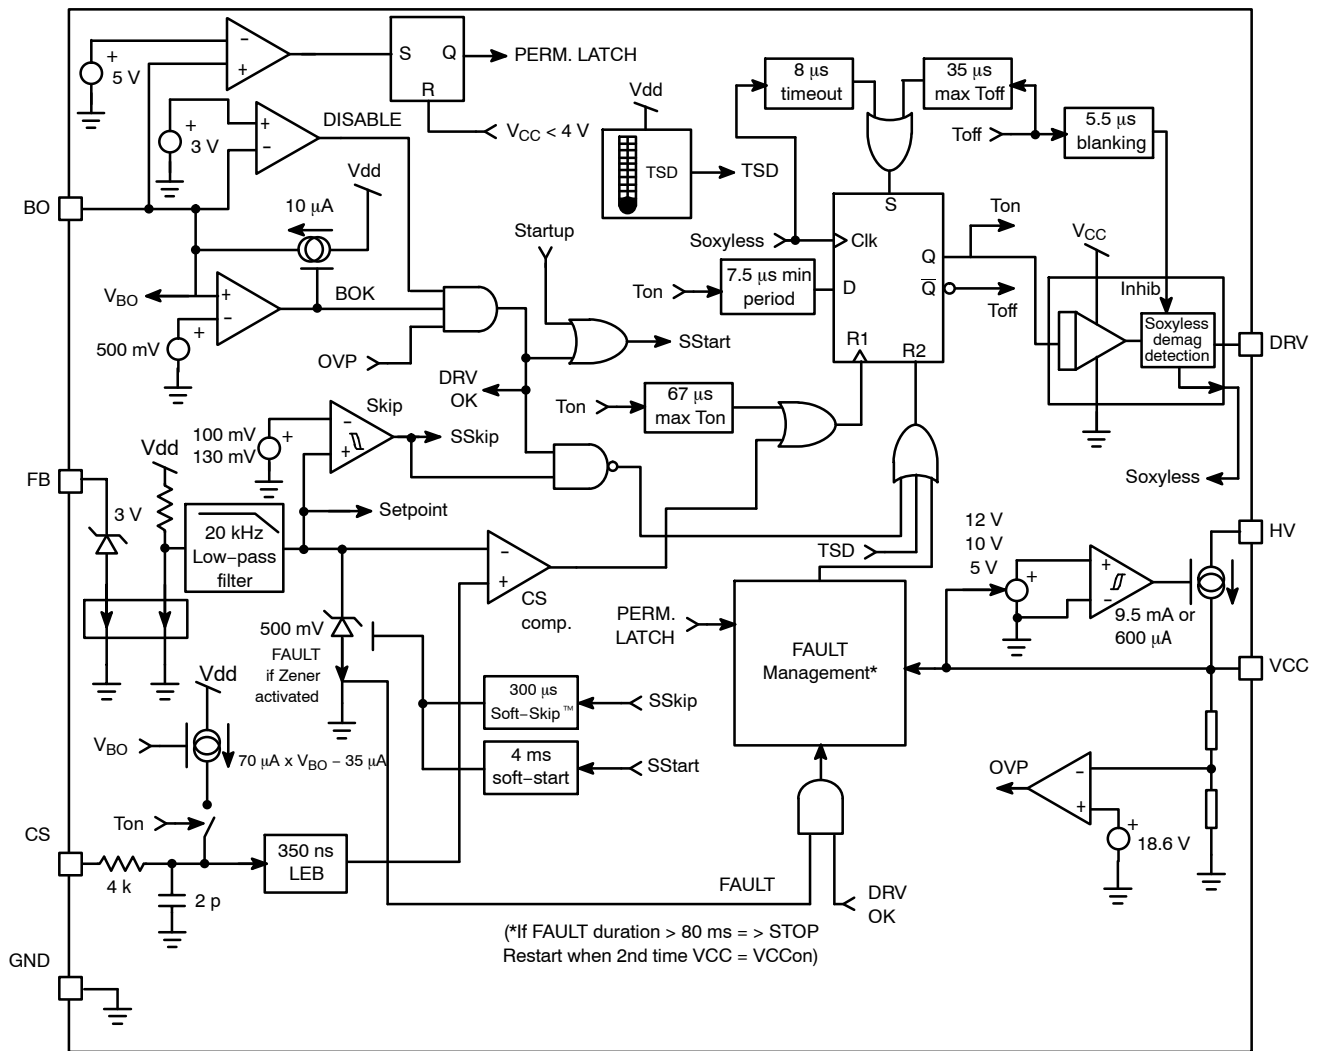 5 V
S
Q
R
PERM. LATCH
V_CC < 4 V
DISABLE
3 V
Vdd
10 μA
BO
V_BO
BOK
500 mV
OVP
Startup
SStart
DRV
OK
Vdd
TSD
TSD
8 μs
timeout
35 μs
max Toff
Toff
5.5 μs
blanking
S
Soxyless
Clk
Q
Q̅
Ton
Toff
Ton
7.5 μs min
period
D
R1
R2
V_CC
Inhib
Soxyless
demag
detection
DRV
Soxyless
Ton
67 μs
max Ton
Skip
100 mV
130 mV
SSkip
Vdd
FB
3 V
20 kHz
Low–pass
filter
Setpoint
CS
comp.
TSD
12 V
10 V
5 V
HV
9.5 mA or
600 μA
VCC
PERM.
LATCH
FAULT
Management*
500 mV
FAULT
if Zener
activated
300 μs
Soft–Skip™
SSkip
4 ms
soft–start
SStart
Vdd
V_BO
70 μA x V_BO – 35 μA
Ton
CS
4 k
2 p
350 ns
LEB
OVP
18.6 V
FAULT
DRV
OK
(*If FAULT duration > 80 ms = > STOP
Restart when 2nd time VCC = VCCon)
GND